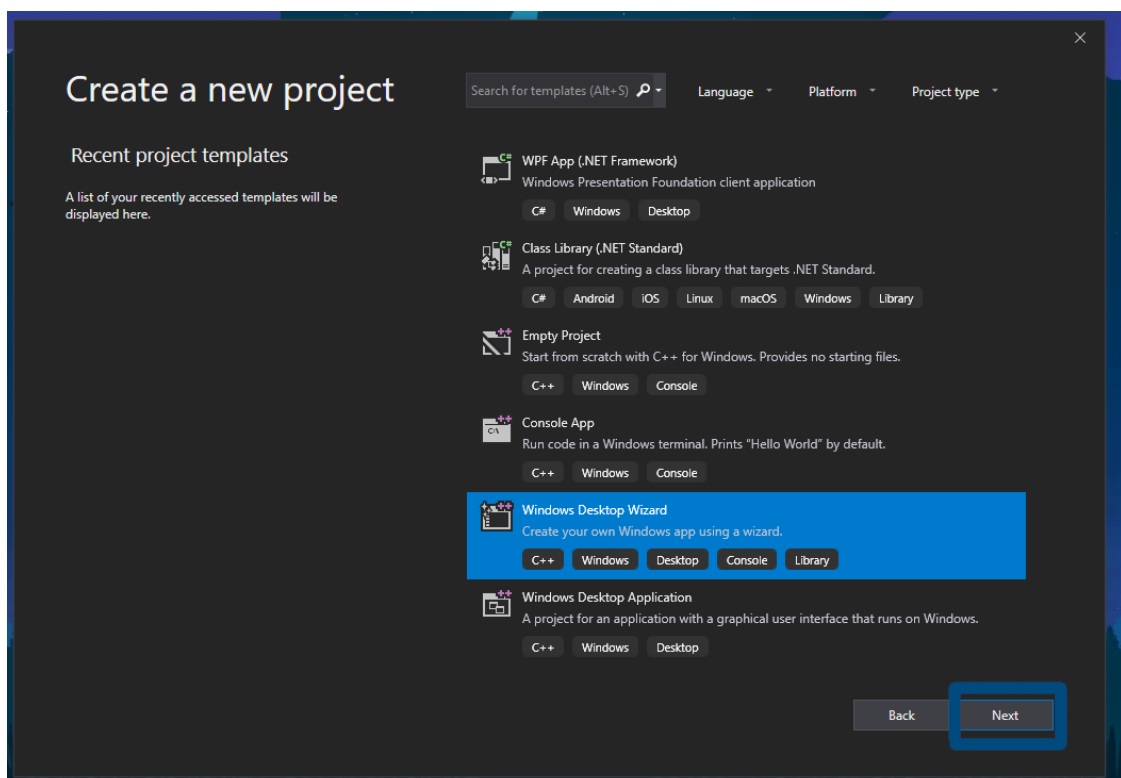 Create a new project
Search for templates (Alt+S)
Language
Platform
Project type
Recent project templates
A list of your recently accessed templates will be
displayed here.
WPF App (.NET Framework)
Windows Presentation Foundation client application
C# Windows Desktop
Class Library (.NET Standard)
A project for creating a class library that targets .NET Standard.
C# Android iOS Linux macOS Windows Library
Empty Project
Start from scratch with C++ for Windows. Provides no starting files.
C++ Windows Console
Console App
Run code in a Windows terminal. Prints "Hello World" by default.
C++ Windows Console
Windows Desktop Wizard
Create your own Windows app using a wizard.
C++ Windows Desktop Console Library
Windows Desktop Application
A project for an application with a graphical user interface that runs on Windows.
C++ Windows Desktop
Back
Next